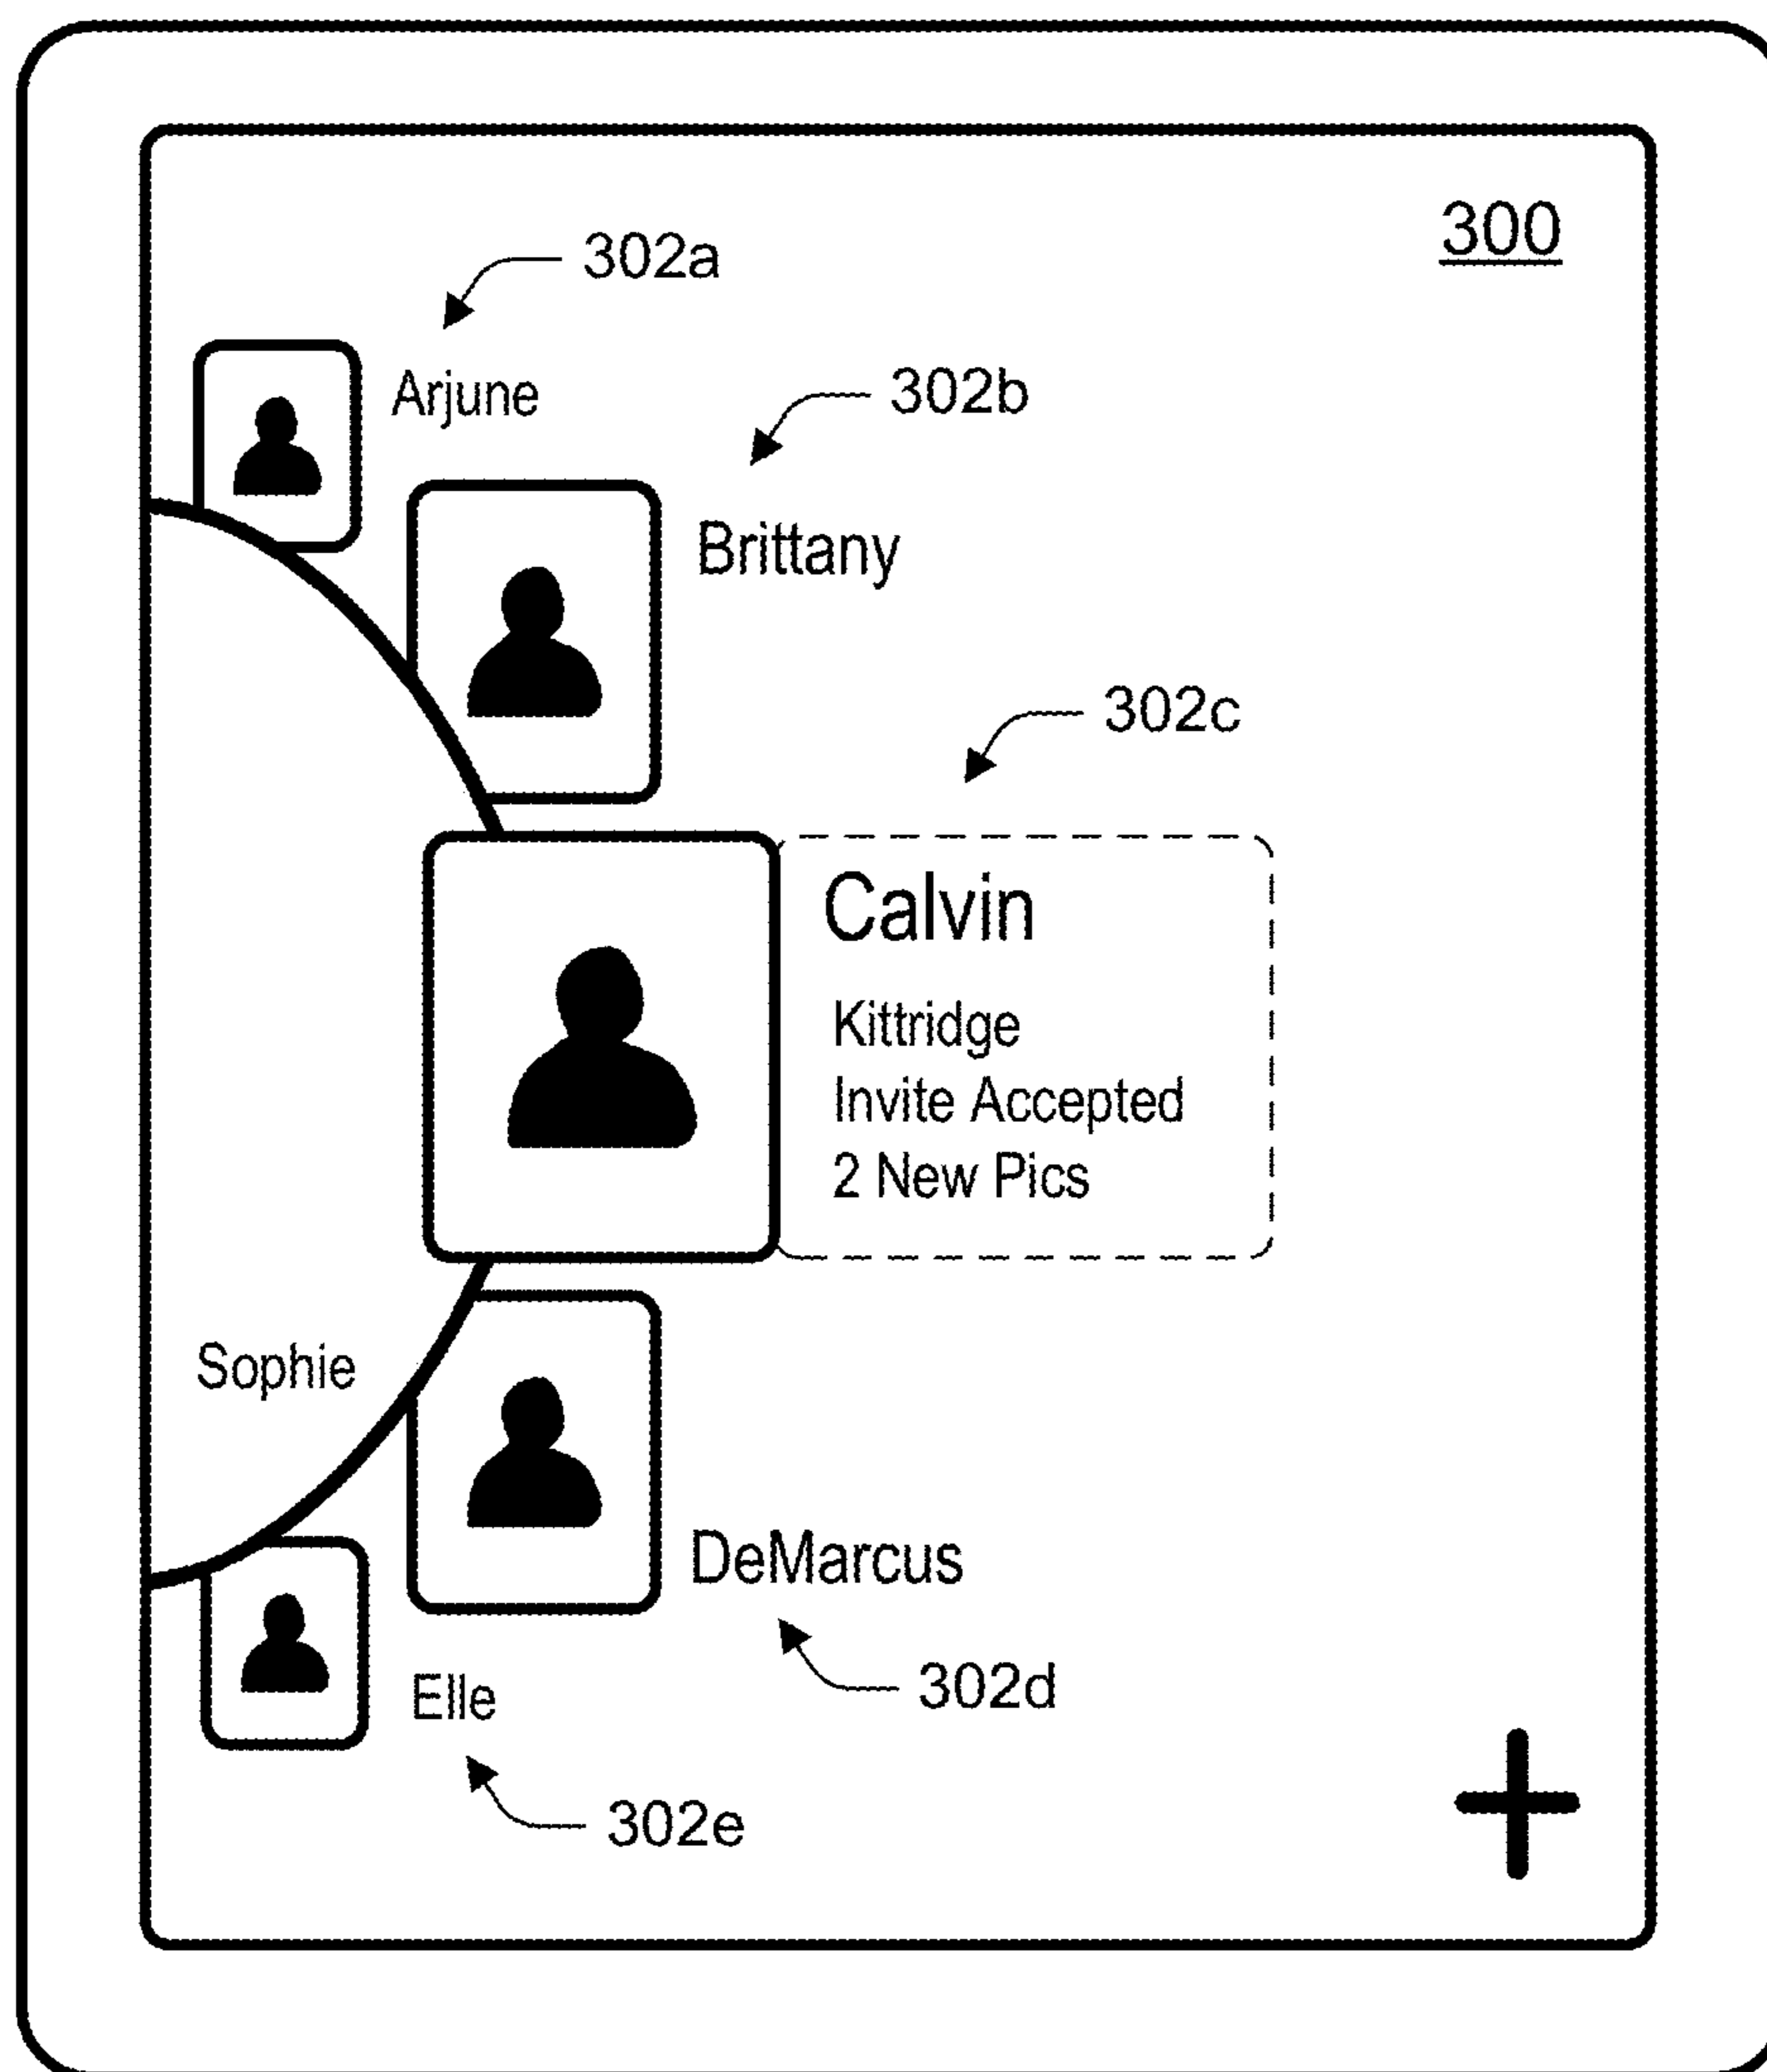 300
302a
Arjune
302b
Brittany
302c
Calvin
Kittridge
Invite Accepted
2 New Pics
Sophie
DeMarcus
302d
Elle
302e